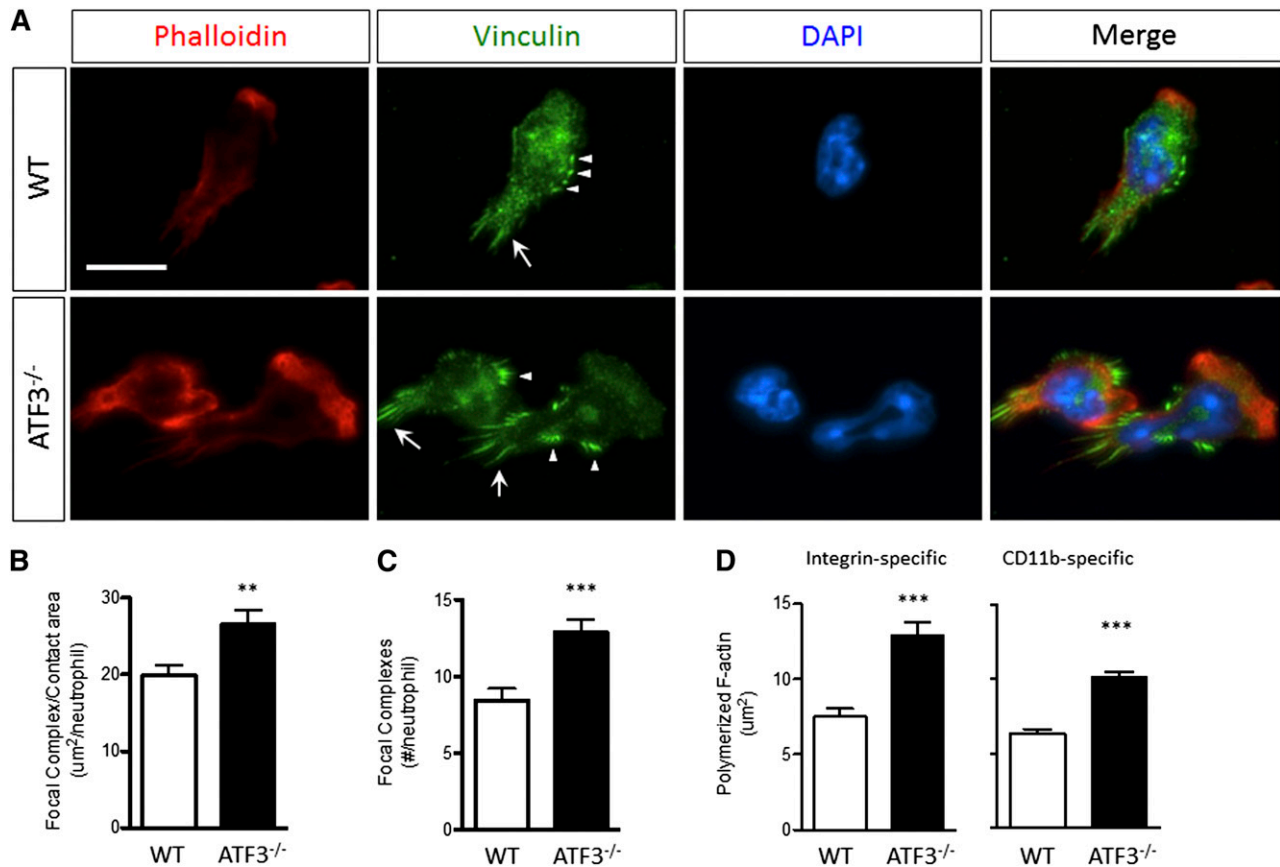 A
Phalloidin Vinculin DAPI Merge
WT
ATF3-/-
B
Focal Complex/Contact area
(um2/neutrophil)
30
20
10
0
**
WT ATF3-/-
C
Focal Complexes
(#/neutrophil)
15
10
5
0
***
WT ATF3-/-
D
Integrin-specific CD11b-specific
Polymerized F-actin
(um2)
15
10
5
0
***
***
WT ATF3-/- WT ATF3-/-